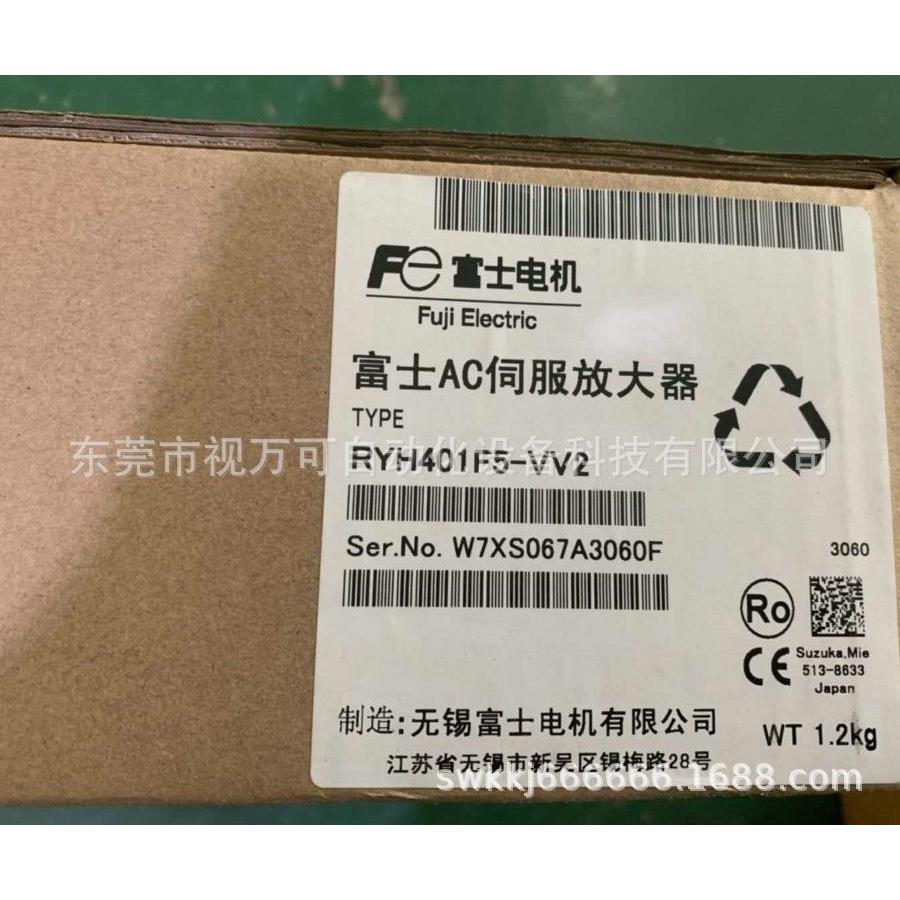 Fe 富士电机
Fuji Electric
富士AC伺服放大器
TYPE
东莞市视万可自动化设备科技有限公司
RYH401F5-VV2
Ser.No. W7XS067A3060F
3060
Ro
CE
Suzuka,Mie
513-8633
Japan
制造:无锡富士电机有限公司
WT 1.2kg
江苏省无锡市新吴区锡梅路28号
swkkj666666.1688.com